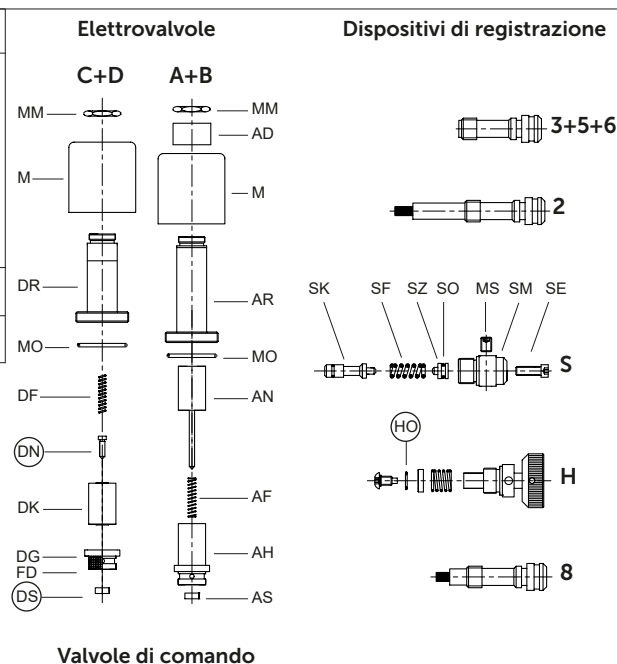 Elettrovalvole
Dispositivi di registrazione
C+D
A+B
MM
MM
AD
M
M
DR
AR
MO
MO
DF
AN
DN
DK
AF
DG
AH
FD
DS
AS
3+5+6
2
SK SF SZ SO MS SM SE
S
HO
H
8
Valvole di comando